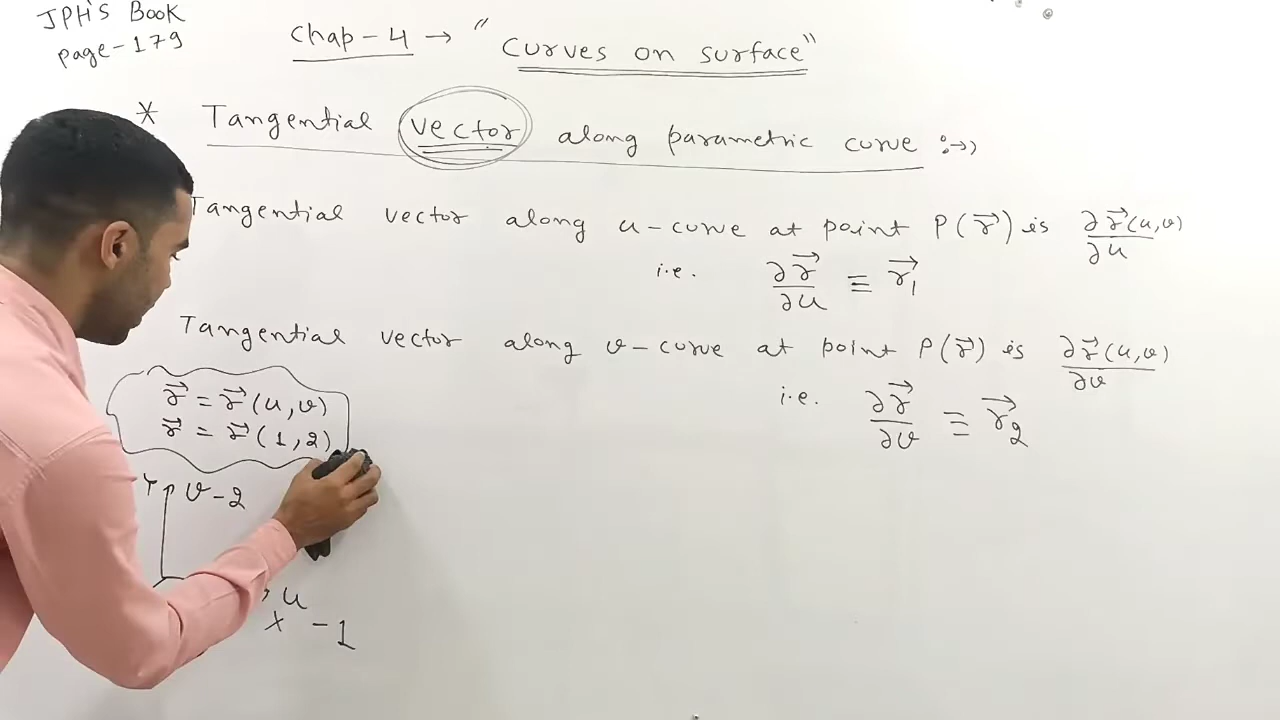 JPH'S Book
page-179
Chap-4 → "Curves on surface"
* Tangential vector along parametric curve :→
Tangential vector along u-curve at point P(r⃗) is ∂r⃗(u,v)/∂u
i.e. ∂r⃗/∂u ≡ r⃗₁
Tangential vector along v-curve at point P(r⃗) is ∂r⃗(u,v)/∂v
i.e. ∂r⃗/∂v ≡ r⃗₂
r⃗ = r⃗(u,v)
r⃗ = r⃗(1,2)
Y v-2
u
x -1